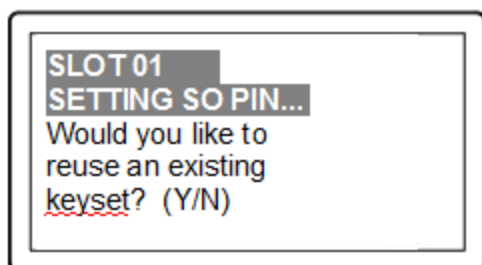 SLOT 01
SETTING SO PIN...
Would you like to
reuse an existing
keyset? (Y/N)